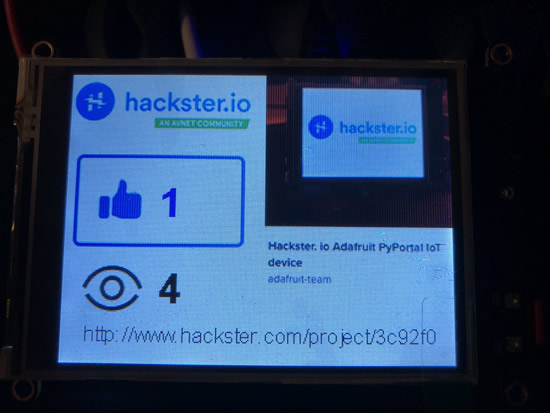 hackster.io
AN AVNET COMMUNITY
1
4
hackster.io
AN AVNET COMMUNITY
Hackster. io Adafruit PyPortal IoT
device
adafruit-team
http://www.hackster.com/project/3c92f0